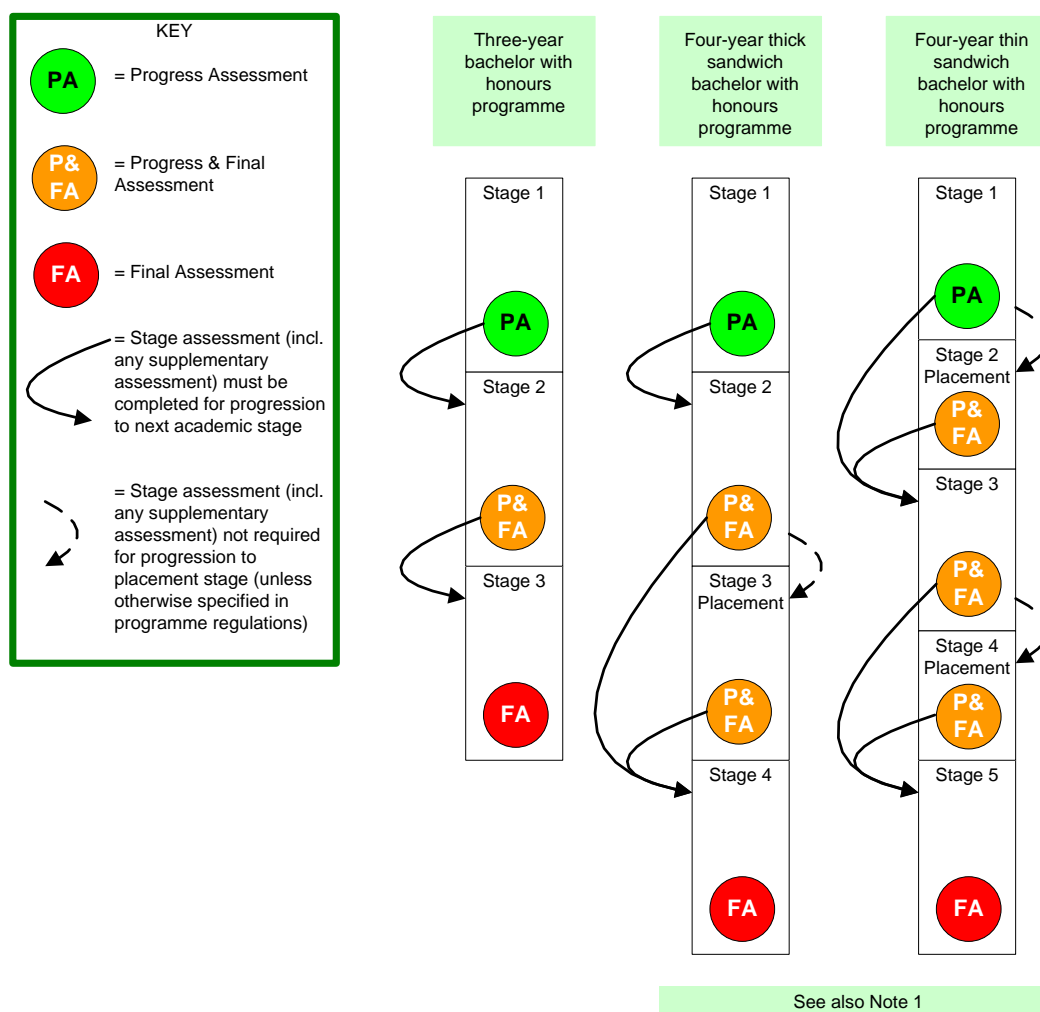 KEY
PA
= Progress Assessment
P&
FA
= Progress & Final
Assessment
FA
= Final Assessment
= Stage assessment (incl.
any supplementary
assessment) must be
completed for progression
to next academic stage
= Stage assessment (incl.
any supplementary
assessment) not required
for progression to
placement stage (unless
otherwise specified in
programme regulations)
Three-year
bachelor with
honours
programme
Stage 1
PA
Stage 2
P&
FA
Stage 3
FA
Four-year thick
sandwich
bachelor with
honours
programme
Stage 1
PA
Stage 2
P&
FA
Stage 3
Placement
P&
FA
Stage 4
FA
Four-year thin
sandwich
bachelor with
honours
programme
Stage 1
PA
Stage 2
Placement
P&
FA
Stage 3
P&
FA
Stage 4
Placement
P&
FA
Stage 5
FA
See also Note 1